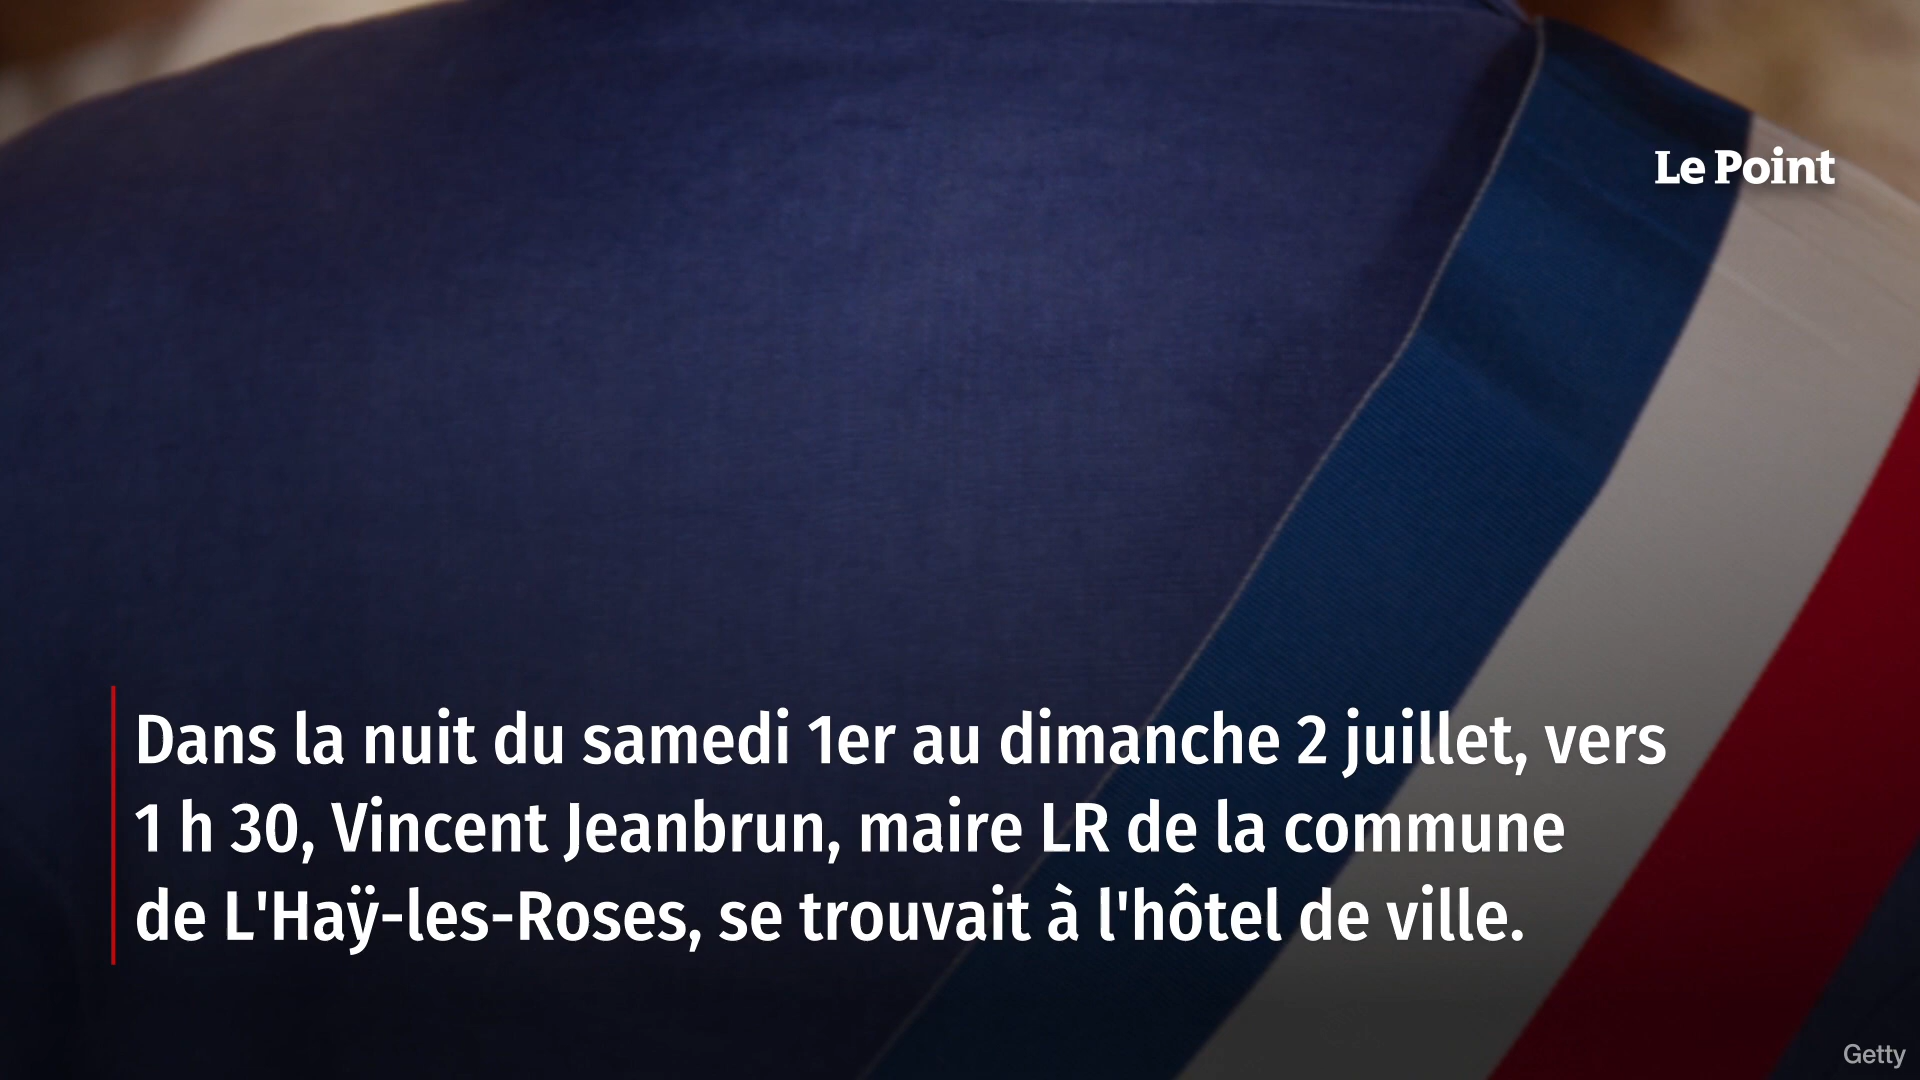 Le Point
Dans la nuit du samedi 1er au dimanche 2 juillet, vers
1 h 30, Vincent Jeanbrun, maire LR de la commune
de L'Haÿ-les-Roses, se trouvait à l'hôtel de ville.
Getty